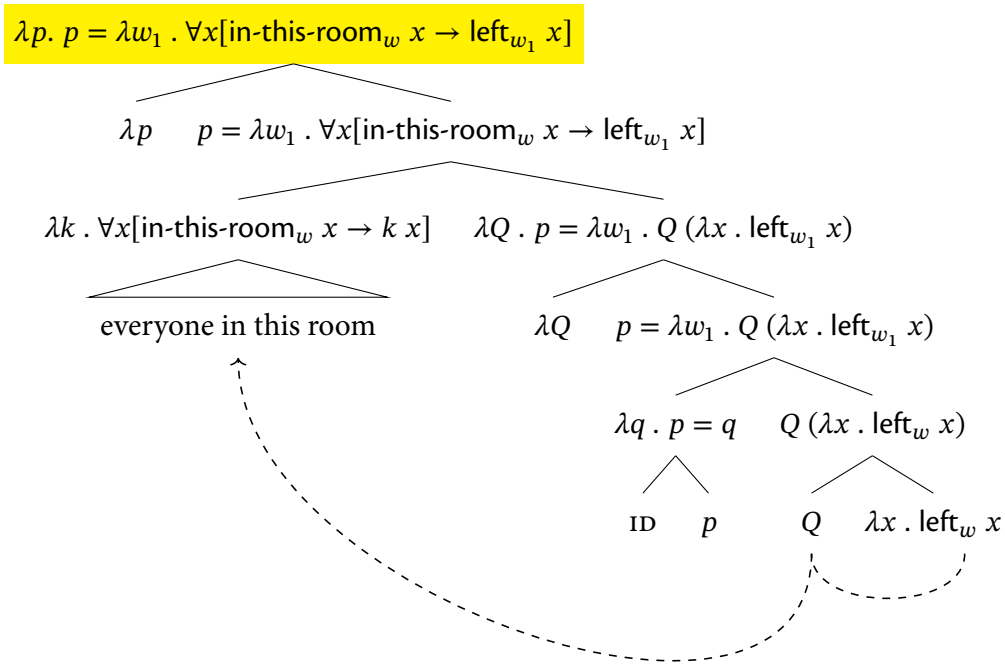 λp. p = λw₁ . ∀x[in-this-room_w x → left_w₁ x]
λp p = λw₁ . ∀x[in-this-room_w x → left_w₁ x]
λk . ∀x[in-this-room_w x → k x] λQ . p = λw₁ . Q (λx . left_w₁ x)
everyone in this room λQ p = λw₁ . Q (λx . left_w₁ x)
λq . p = q Q (λx . left_w x)
ID p Q λx . left_w x